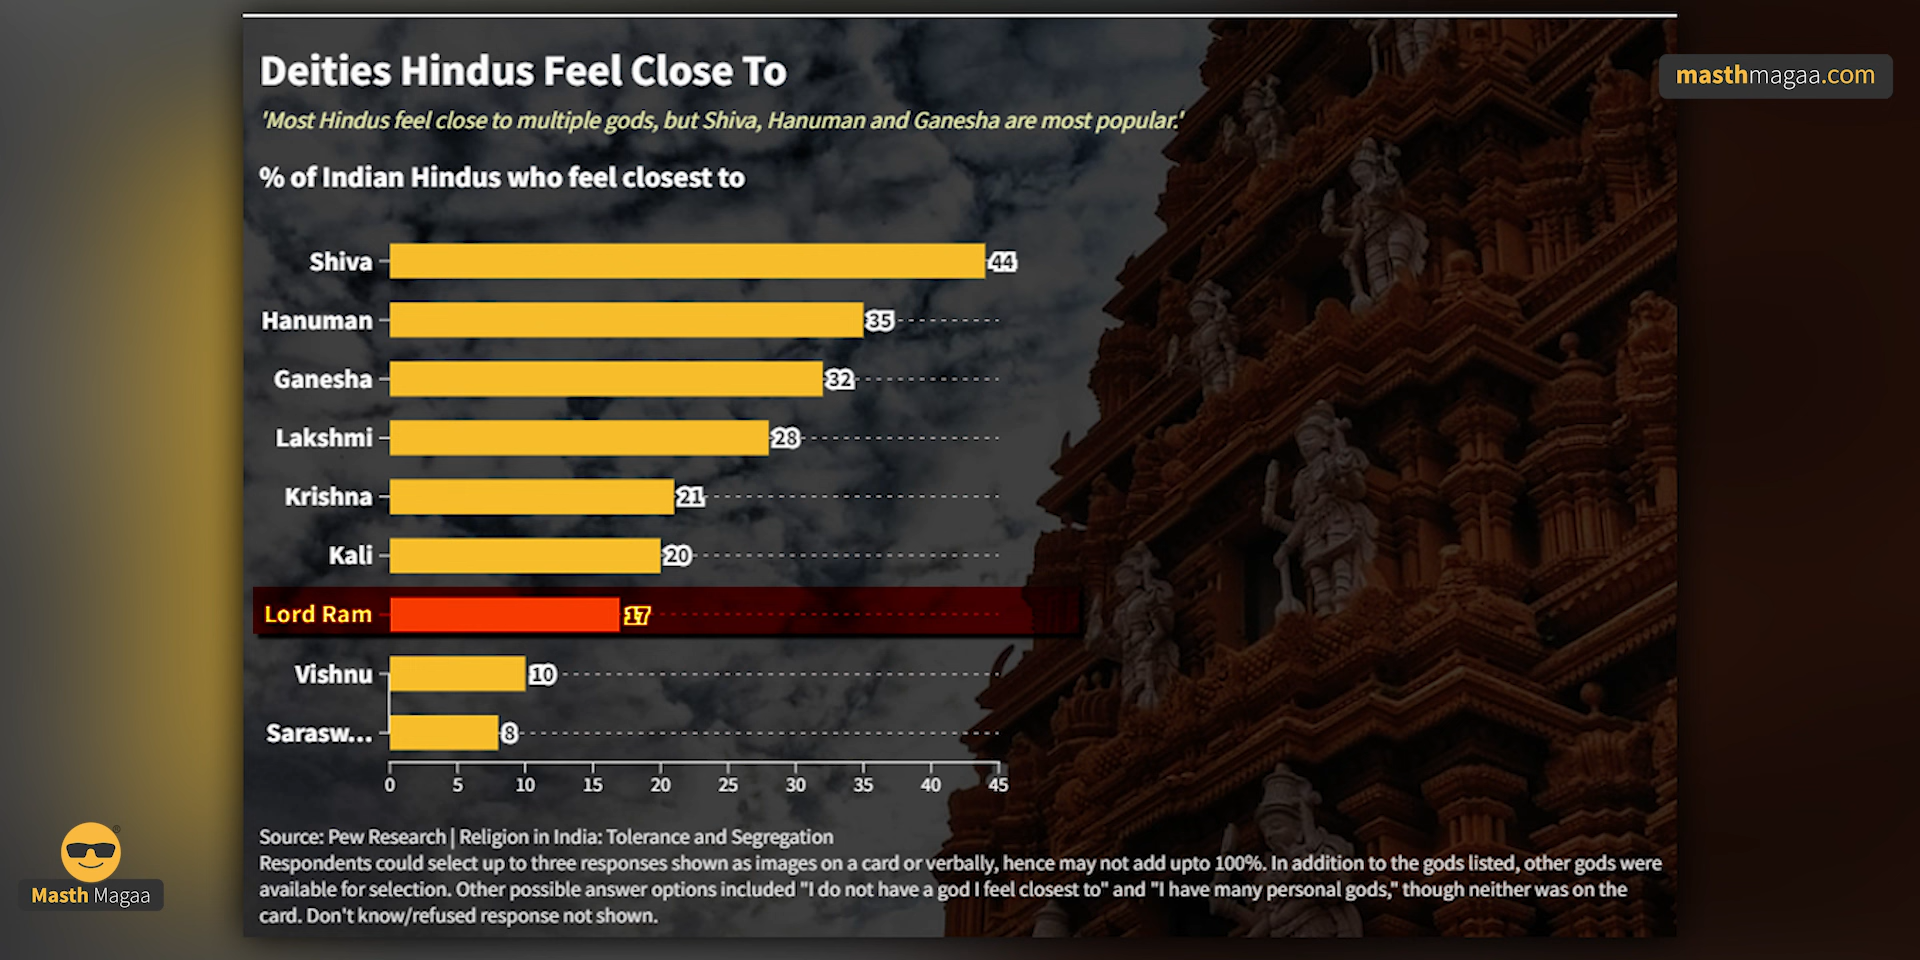 Deities Hindus Feel Close To
masthmagaa.com
'Most Hindus feel close to multiple gods, but Shiva, Hanuman and Ganesha are most popular.'
% of Indian Hindus who feel closest to
Shiva 44
Hanuman 35
Ganesha 32
Lakshmi 28
Krishna 21
Kali 20
Lord Ram 17
Vishnu 10
Sarasw... 8
0 5 10 15 20 25 30 35 40 45
Source: Pew Research | Religion in India: Tolerance and Segregation
Respondents could select up to three responses shown as images on a card or verbally, hence may not add upto 100%. In addition to the gods listed, other gods were
available for selection. Other possible answer options included "I do not have a god I feel closest to" and "I have many personal gods," though neither was on the
card. Don't know/refused response not shown.
®
Masth Magaa